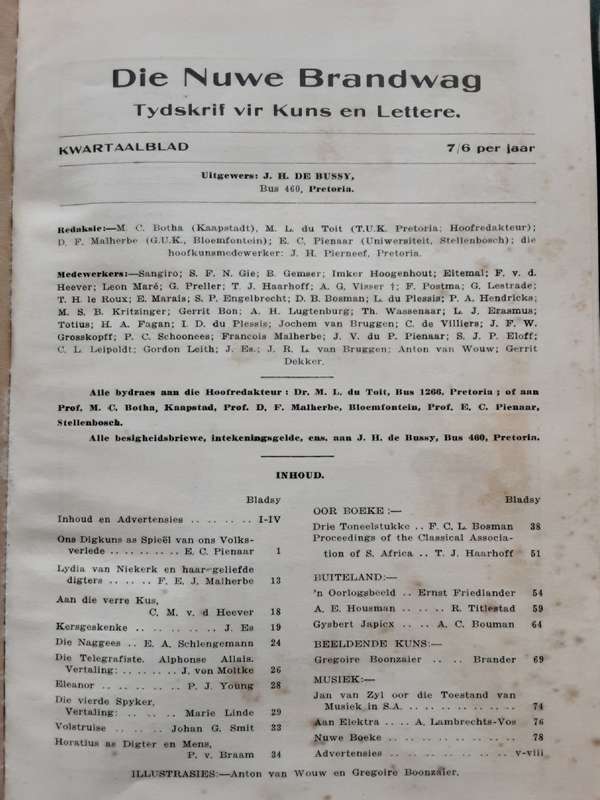 Die Nuwe Brandwag
Tydskrif vir Kuns en Lettere.
KWARTAALBLAD 7/6 per jaar
Uitgewers: J. H. DE BUSSY,
Bus 460, Pretoria.
Redaksie:—M. C. Botha (Kaapstad), M. L. du Toit (T.U.K. Pretoria; Hoofredakteur);
D. F. Malherbe (G.U.K., Bloemfontein); E. C. Pienaar (Uniwersiteit, Stellenbosch); die
hoofkunsmedewerker: J. H. Pierneef, Pretoria.
Medewerkers:—Sangiro; S. F. N. Gie; B. Gemser; Imker Hoogenhout; Eitemal; F. v. d.
Heever; Leon Maré; G. Preller; T. J. Haarhoff; A. G. Visser †; F. Postma; G. Lestrade;
T. H. le Roux; E. Marais; S. P. Engelbrecht; D. B. Bosman; L. du Plessis; P. A. Hendricks;
M. S. B. Kritzinger; Gerrit Bon; A. H. Lugtenburg; Th. Wassenaar; L. J. Erasmus;
Totius; H. A. Fagan; I. D. du Plessis; Jochem van Bruggen; C. de Villiers; J. F. W.
Grosskopff; P. C. Schoonees; Francois Malherbe; J. V. du P. Pienaar; S. J. P. Eloff;
C. L. Leipoldt; Gordon Leith; J. Es.; J. R. L. van Bruggen; Anton van Wouw; Gerrit
Dekker.
Alle bydraes aan die Hoofredakteur: Dr. M. L. du Toit, Bus 1266, Pretoria; of aan
Prof. M. C. Botha, Kaapstad, Prof. D. F. Malherbe, Bloemfontein, Prof. E. C. Pienaar,
Stellenbosch.
Alle besigheidsbriewe, intekeningsgelde, ens. aan J. H. de Bussy, Bus 460, Pretoria.
INHOUD.
Bladsy
Inhoud en Advertensies .. .. .. .. I-IV
Ons Digkuns as Spieël van ons Volks-
verlede .. .. .. .. .. E. C. Pienaar 1
Lydia van Niekerk en haar geliefde
digters .. .. .. .. F. E. J. Malherbe 13
Aan die verre Kus,
C. M. v. d Heever 18
Kersgeskenke .. .. .. .. .. .. J. Es 19
Die Naggees .. E. A. Schlengemann 24
Die Telegrafiste. Alphonse Allais.
Vertaling: .. .. .. .. J. von Moltke 26
Eleanor .. .. .. .. .. P. J. Young 28
Die vierde Spyker,
Vertaling: .. .. .. Marie Linde 29
Volstruise .. .. .. Johan G. Smit 33
Horatius as Digter en Mens,
P. v. Braam 34
Bladsy
OOR BOEKE:—
Drie Toneelstukke .. F. C. L. Bosman 38
Proceedings of the Classical Associa-
tion of S. Africa .. T. J. Haarhoff 51
BUITELAND:—
'n Oorlogsbeeld .. Ernst Friedlander 54
A. E. Housman .. .. .. R. Titlestad 59
Gysbert Japicx .. .. A. C. Bouman 64
BEELDENDE KUNS:—
Gregoire Boonzaier .. .. .. Brander 69
MUSIEK:—
Jan van Zyl oor die Toestand van
Musiek in S.A. .. .. .. .. .. .. .. 74
Aan Elektra .. .. A. Lambrechts-Vos 76
Nuwe Boeke .. .. .. .. .. .. .. 78
Advertensies .. .. .. .. .. .. .. v-viii
ILLUSTRASIES:—Anton van Wouw en Gregoire Boonzaier.